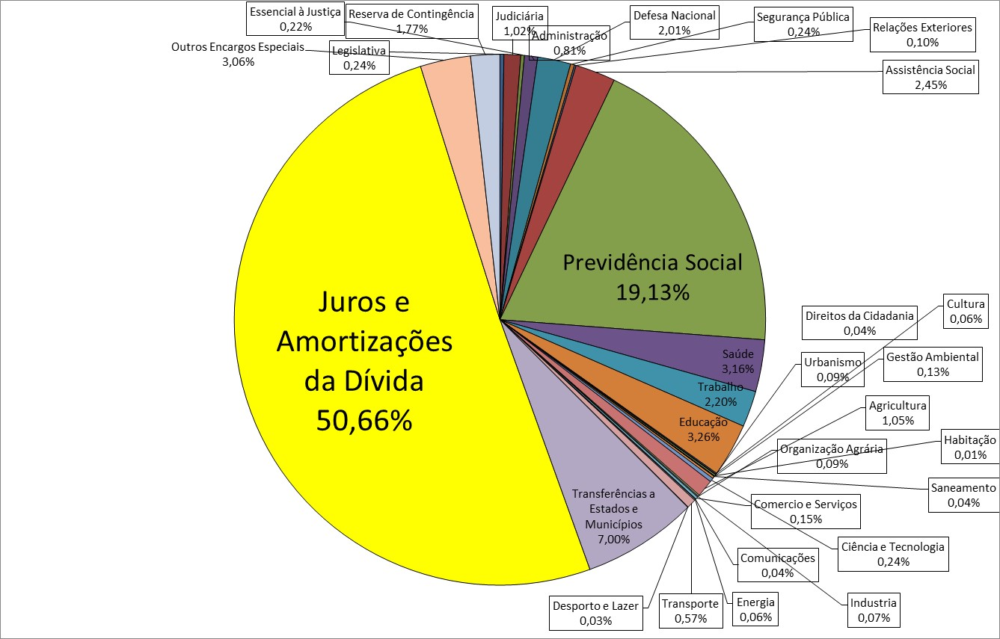 Essencial à Justiça
0,22%
Reserva de Contingência
1,77%
Judiciária
1,02%
Administração
0,81%
Defesa Nacional
2,01%
Segurança Pública
0,24%
Relações Exteriores
0,10%
Outros Encargos Especiais
3,06%
Legislativa
0,24%
Assistência Social
2,45%
Previdência Social
19,13%
Juros e
Amortizações
da Dívida
50,66%
Cultura
0,06%
Direitos da Cidadania
0,04%
Saúde
3,16%
Urbanismo
0,09%
Gestão Ambiental
0,13%
Trabalho
2,20%
Agricultura
1,05%
Educação
3,26%
Habitação
0,01%
Organização Agrária
0,09%
Saneamento
0,04%
Transferências a
Estados e
Municípios
7,00%
Comercio e Serviços
0,15%
Ciência e Tecnologia
0,24%
Comunicações
0,04%
Desporto e Lazer
0,03%
Transporte
0,57%
Energia
0,06%
Industria
0,07%